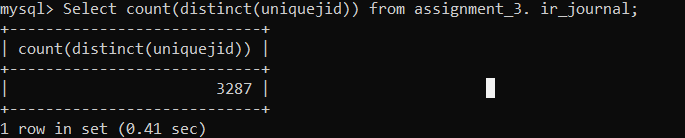 mysql> Select count(distinct(uniquejid)) from assignment_3. ir_journal;
+----------------------------+
| count(distinct(uniquejid)) |
+----------------------------+
|                       3287 |
+----------------------------+
1 row in set (0.41 sec)